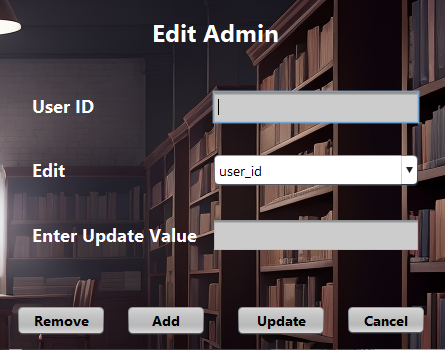 Edit Admin
User ID
Edit
user_id
Enter Update Value
Remove Add Update Cancel